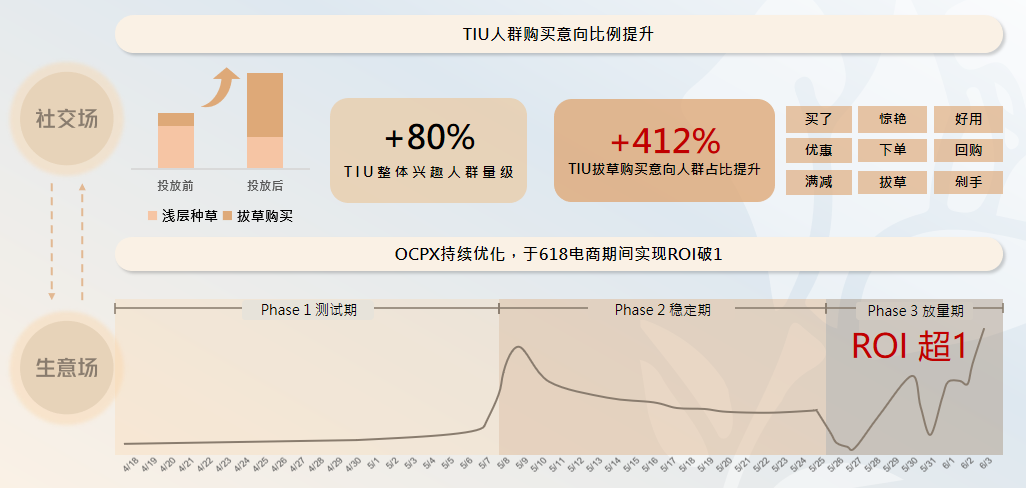 TIU人群购买意向比例提升
社交场
投放前
投放后
浅层种草
拔草购买
+80%
TIU整体兴趣人群量级
+412%
TIU拔草购买意向人群占比提升
买了
惊艳
好用
优惠
下单
回购
满减
拔草
剁手
OCPX持续优化，于618电商期间实现ROI破1
生意场
Phase 1 测试期
Phase 2 稳定期
Phase 3 放量期
ROI 超1
4/18
4/19
4/20
4/21
4/22
4/23
4/24
4/25
4/26
4/27
4/28
4/29
4/30
5/1
5/2
5/3
5/4
5/5
5/6
5/7
5/8
5/9
5/10
5/11
5/12
5/13
5/14
5/15
5/16
5/17
5/18
5/19
5/20
5/21
5/22
5/23
5/24
5/25
5/26
5/27
5/28
5/29
5/30
5/31
6/1
6/2
6/3